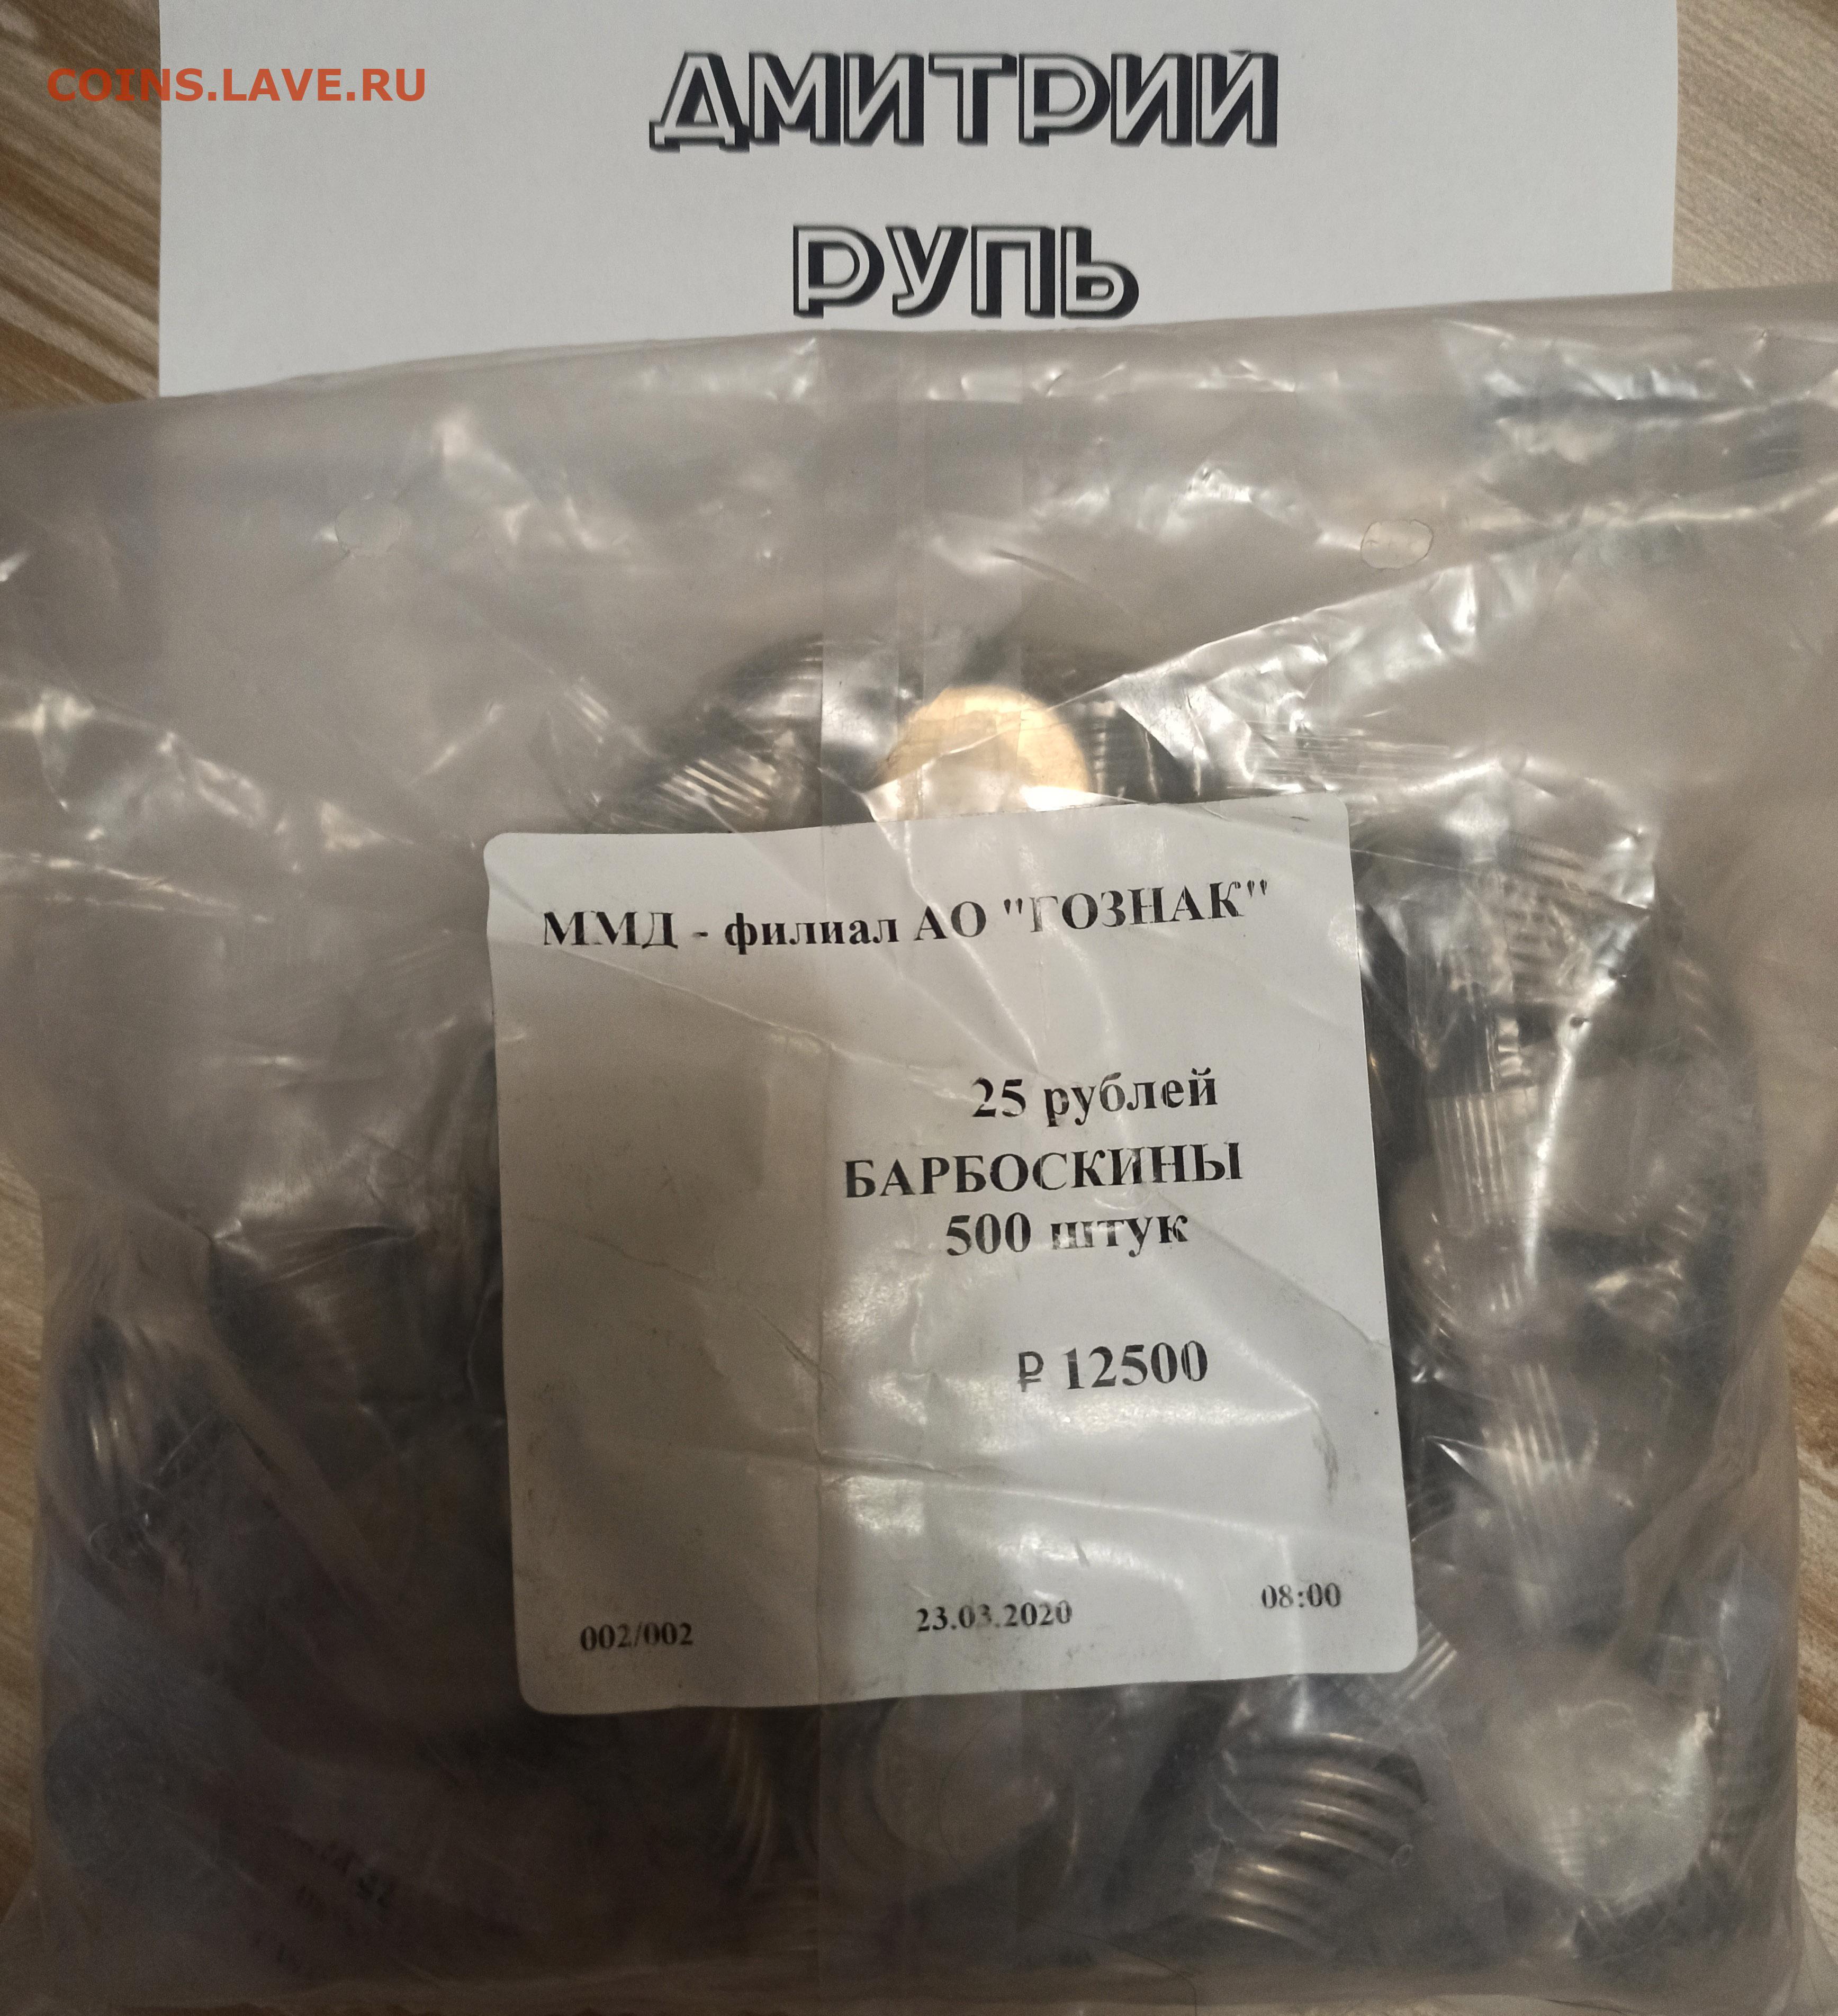 COINS.LAVE.RU
ДМИТРИЙ
РУПЬ
ММД - филиал АО "ГОЗНАК"
25 рублей
БАРБОСКИНЫ
500 штук
₽ 12500
002/002 23.03.2020 08:00